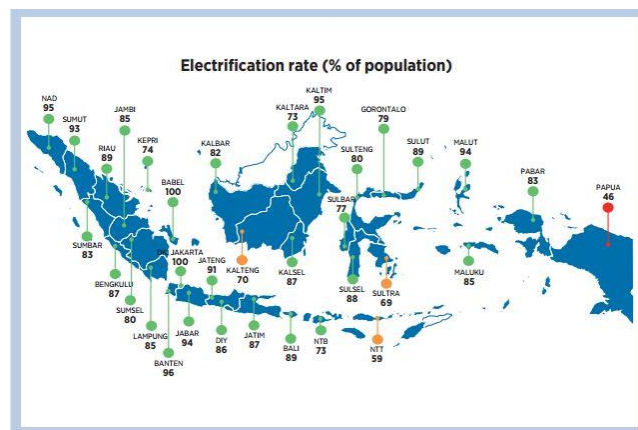 Electrification rate (% of population)
NAD
95
SUMUT
93
RIAU
89
JAMBI
85
KEPRI
74
BABEL
100
KALBAR
82
KALTARA
73
KALTIM
95
GORONTALO
79
SULTENG
80
SULUT
89
MALUT
94
PABAR
83
PAPUA
46
SULBAR
77
SUMBAR
83
BENGKULU
87
SUMSEL
80
LAMPUNG
85
BANTEN
96
JAKARTA
100
JABAR
94
JATENG
91
DIY
86
JATIM
87
KALTENG
70
KALSEL
87
BALI
89
NTB
73
SULSEL
88
SULTRA
69
NTT
59
MALUKU
85